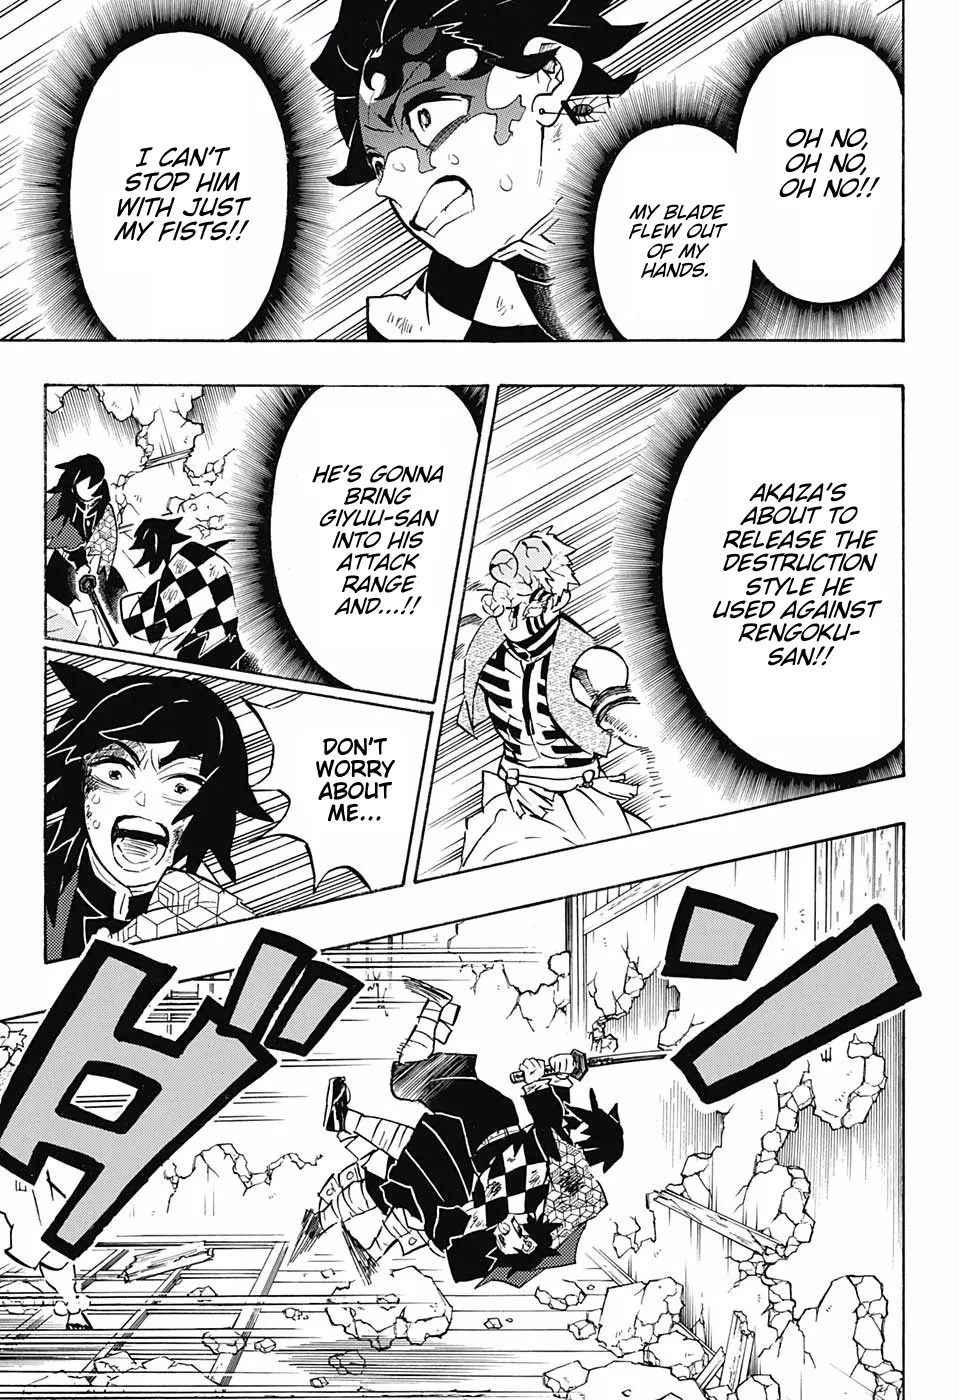 OH NO,
OH NO,
OH NO!!
MY BLADE
FLEW OUT
OF MY
HANDS.
I CAN'T
STOP HIM
WITH JUST
MY FISTS!!
AKAZA'S
ABOUT TO
RELEASE THE
DESTRUCTION
STYLE HE
USED AGAINST
RENGOKU-
SAN!!
HE'S GONNA
BRING
GIYUU-SAN
INTO HIS
ATTACK
RANGE
AND...!!
DON'T
WORRY
ABOUT
ME...
ダン